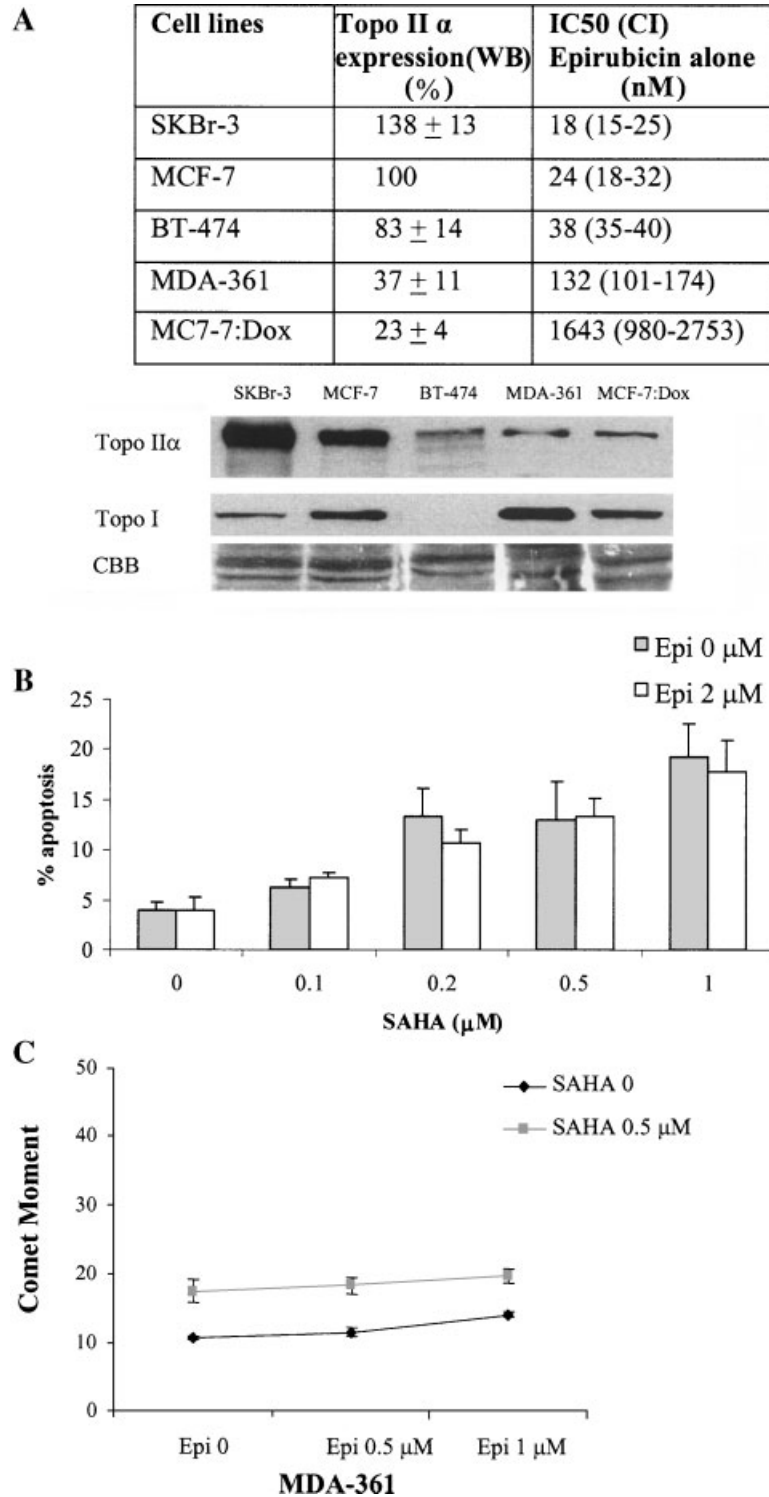 A
Cell lines
Topo II α
expression(WB)
(%)
IC50 (CI)
Epirubicin alone
(nM)
SKBr-3
138 ± 13
18 (15-25)
MCF-7
100
24 (18-32)
BT-474
83 ± 14
38 (35-40)
MDA-361
37 ± 11
132 (101-174)
MC7-7:Dox
23 ± 4
1643 (980-2753)
SKBr-3 MCF-7 BT-474 MDA-361 MCF-7:Dox
Topo IIα
Topo I
CBB
B
Epi 0 μM
Epi 2 μM
25
20
15
10
5
0
% apoptosis
0 0.1 0.2 0.5 1
SAHA (μM)
C
SAHA 0
SAHA 0.5 μM
50
40
30
20
10
0
Comet Moment
Epi 0 Epi 0.5 μM Epi 1 μM
MDA-361